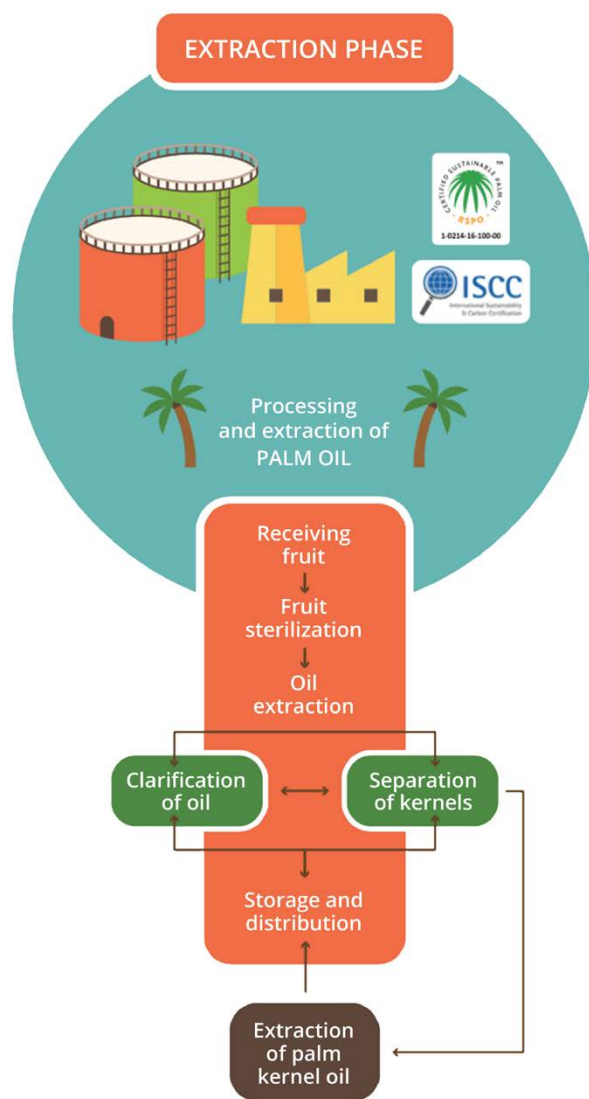 EXTRACTION PHASE
CERTIFIED SUSTAINABLE PALM OIL
TM
RSPO
1-0214-16-100-00
ISCC
International Sustainability
& Carbon Certification
Processing
and extraction of
PALM OIL
Receiving
fruit
Fruit
sterilization
Oil
extraction
Clarification
of oil
Separation
of kernels
Storage and
distribution
Extraction
of palm
kernel oil